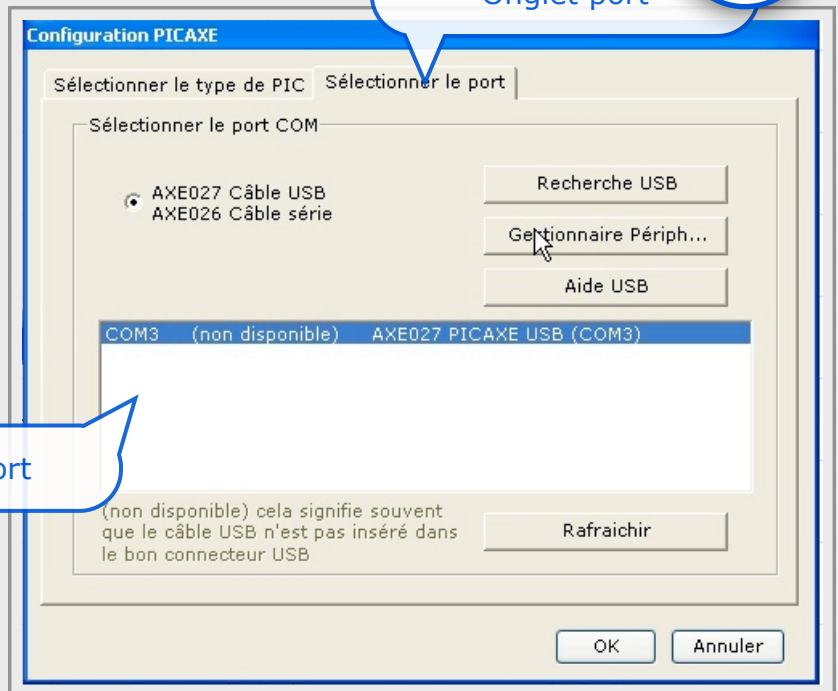 Onglet port
Configuration PICAXE
Sélectionner le type de PIC
Sélectionner le port
Sélectionner le port COM
AXE027 Câble USB
AXE026 Câble série
Recherche USB
Gestionnaire Périph...
Aide USB
COM3 (non disponible) AXE027 PICAXE USB (COM3)
(non disponible) cela signifie souvent
que le câble USB n'est pas inséré dans
le bon connecteur USB
Rafraichir
OK
Annuler